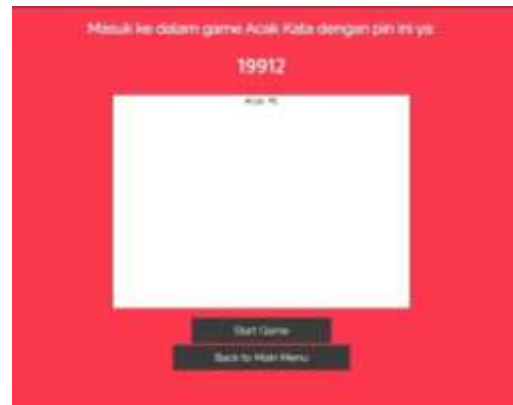 Masuk ke dalam game Acak Kata dengan pin ini ya:
19912
Start Game
Back to Main Menu